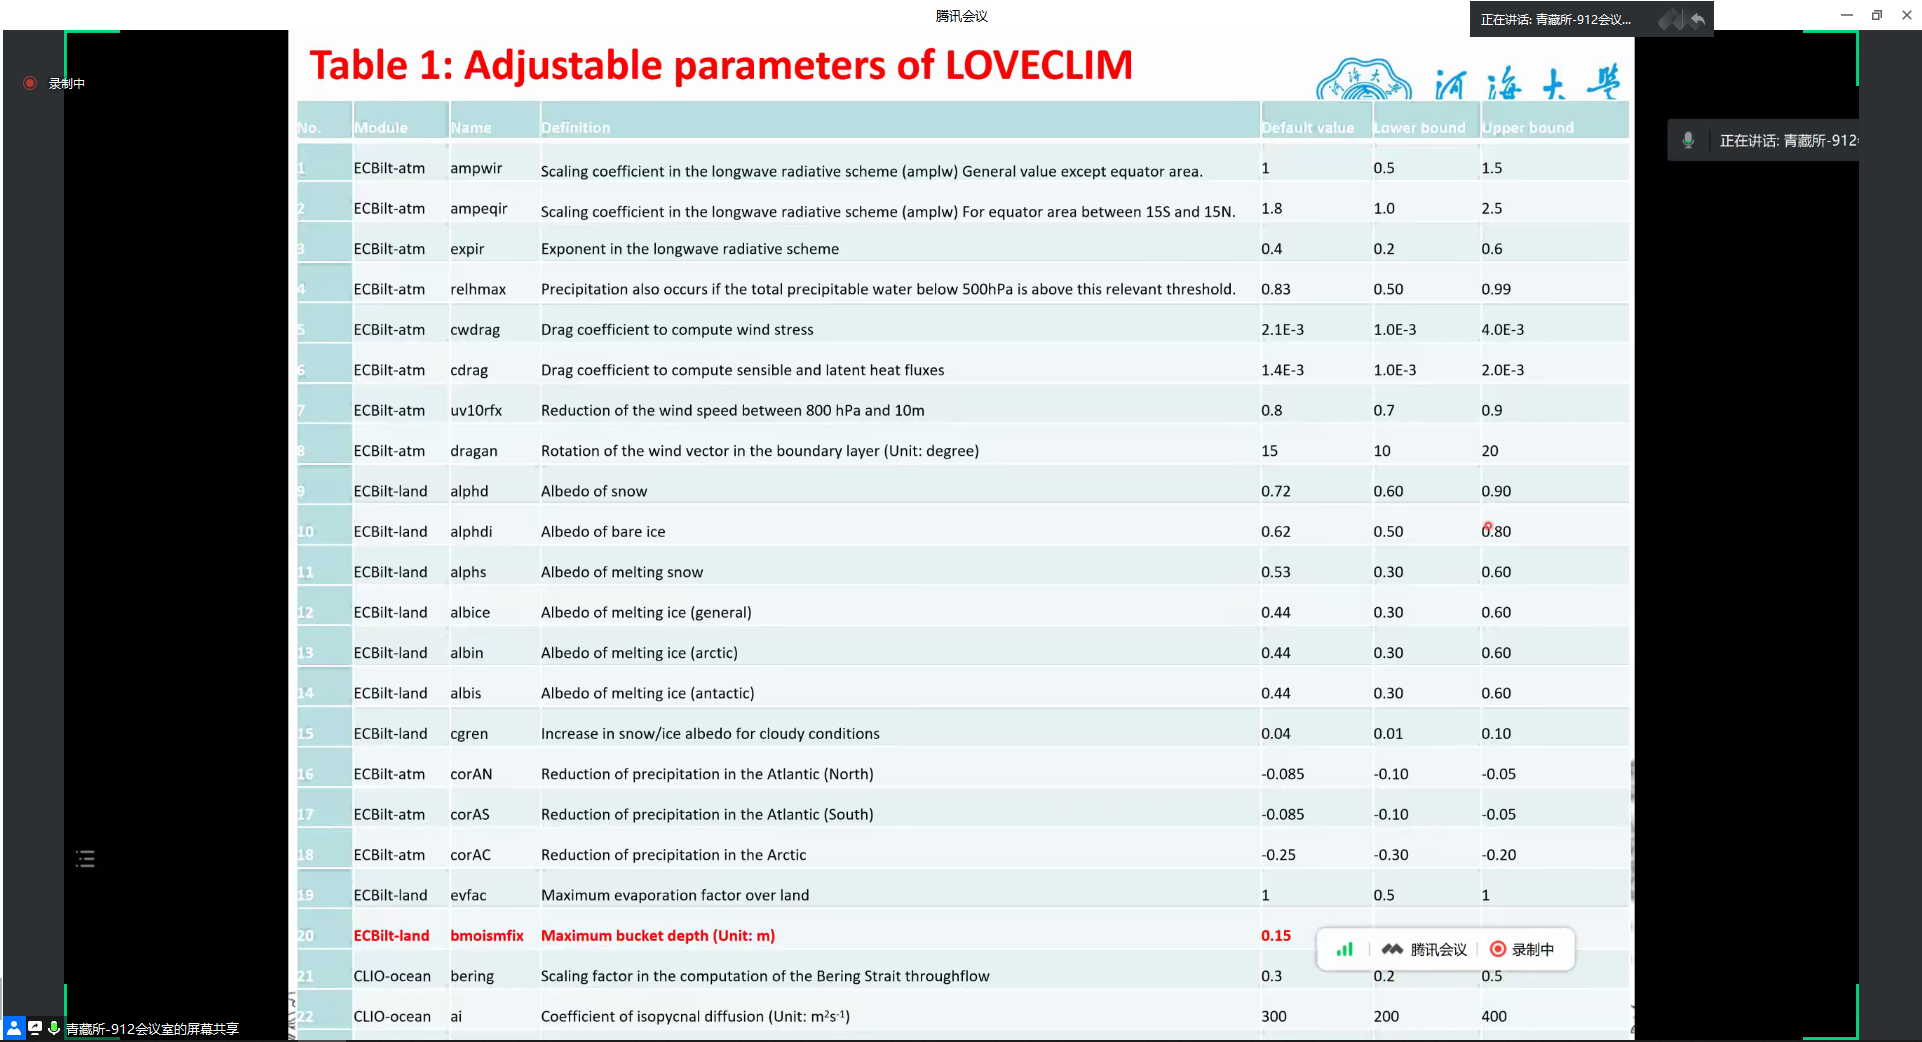 腾讯会议
正在讲话: 青藏所-912会议...
录制中
Table 1: Adjustable parameters of LOVECLIM
河海大學
正在讲话: 青藏所-912
No. Module Name Definition Default value Lower bound Upper bound
1 ECBilt-atm ampwir Scaling coefficient in the longwave radiative scheme (amplw) General value except equator area. 1 0.5 1.5
2 ECBilt-atm ampeqir Scaling coefficient in the longwave radiative scheme (amplw) For equator area between 15S and 15N. 1.8 1.0 2.5
3 ECBilt-atm expir Exponent in the longwave radiative scheme 0.4 0.2 0.6
4 ECBilt-atm relhmax Precipitation also occurs if the total precipitable water below 500hPa is above this relevant threshold. 0.83 0.50 0.99
5 ECBilt-atm cwdrag Drag coefficient to compute wind stress 2.1E-3 1.0E-3 4.0E-3
6 ECBilt-atm cdrag Drag coefficient to compute sensible and latent heat fluxes 1.4E-3 1.0E-3 2.0E-3
7 ECBilt-atm uv10rfx Reduction of the wind speed between 800 hPa and 10m 0.8 0.7 0.9
8 ECBilt-atm dragan Rotation of the wind vector in the boundary layer (Unit: degree) 15 10 20
9 ECBilt-land alphd Albedo of snow 0.72 0.60 0.90
10 ECBilt-land alphdi Albedo of bare ice 0.62 0.50 0.80
11 ECBilt-land alphs Albedo of melting snow 0.53 0.30 0.60
12 ECBilt-land albice Albedo of melting ice (general) 0.44 0.30 0.60
13 ECBilt-land albin Albedo of melting ice (arctic) 0.44 0.30 0.60
14 ECBilt-land albis Albedo of melting ice (antactic) 0.44 0.30 0.60
15 ECBilt-land cgren Increase in snow/ice albedo for cloudy conditions 0.04 0.01 0.10
16 ECBilt-atm corAN Reduction of precipitation in the Atlantic (North) -0.085 -0.10 -0.05
17 ECBilt-atm corAS Reduction of precipitation in the Atlantic (South) -0.085 -0.10 -0.05
18 ECBilt-atm corAC Reduction of precipitation in the Arctic -0.25 -0.30 -0.20
19 ECBilt-land evfac Maximum evaporation factor over land 1 0.5 1
20 ECBilt-land bmoismfix Maximum bucket depth (Unit: m) 0.15
腾讯会议 录制中
21 CLIO-ocean bering Scaling factor in the computation of the Bering Strait throughflow 0.3 0.2 0.5
22 CLIO-ocean ai Coefficient of isopycnal diffusion (Unit: m²s⁻¹) 300 200 400
青藏所-912会议室的屏幕共享